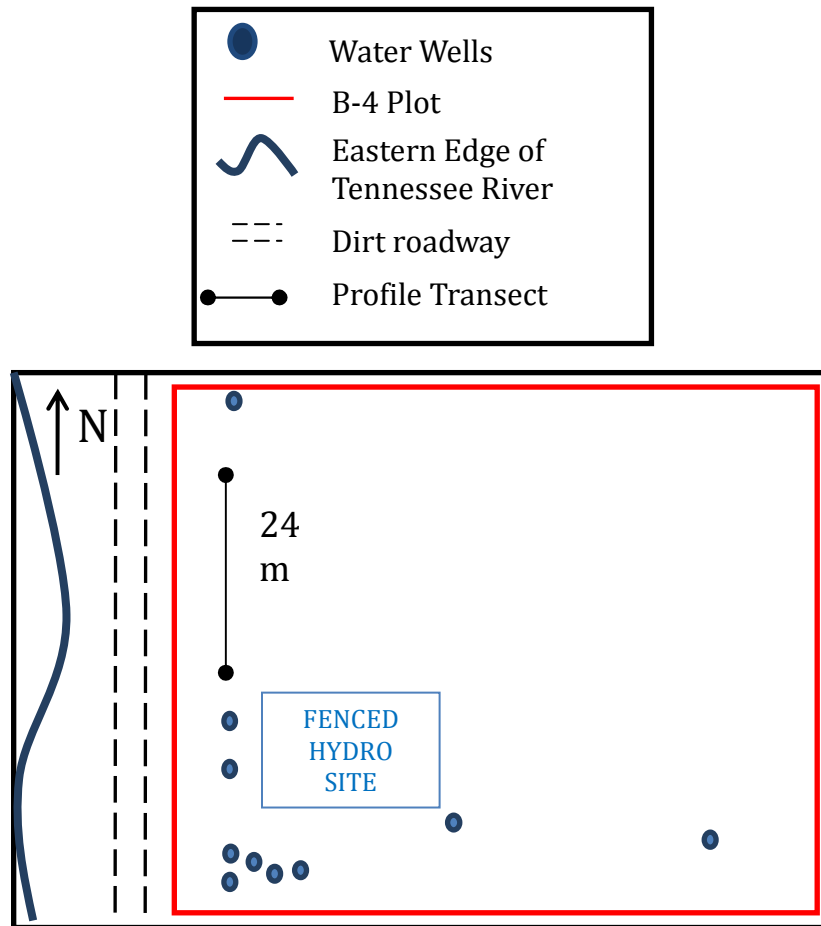 Water Wells
B-4 Plot
Eastern Edge of
Tennessee River
Dirt roadway
Profile Transect
N
24
m
FENCED
HYDRO
SITE